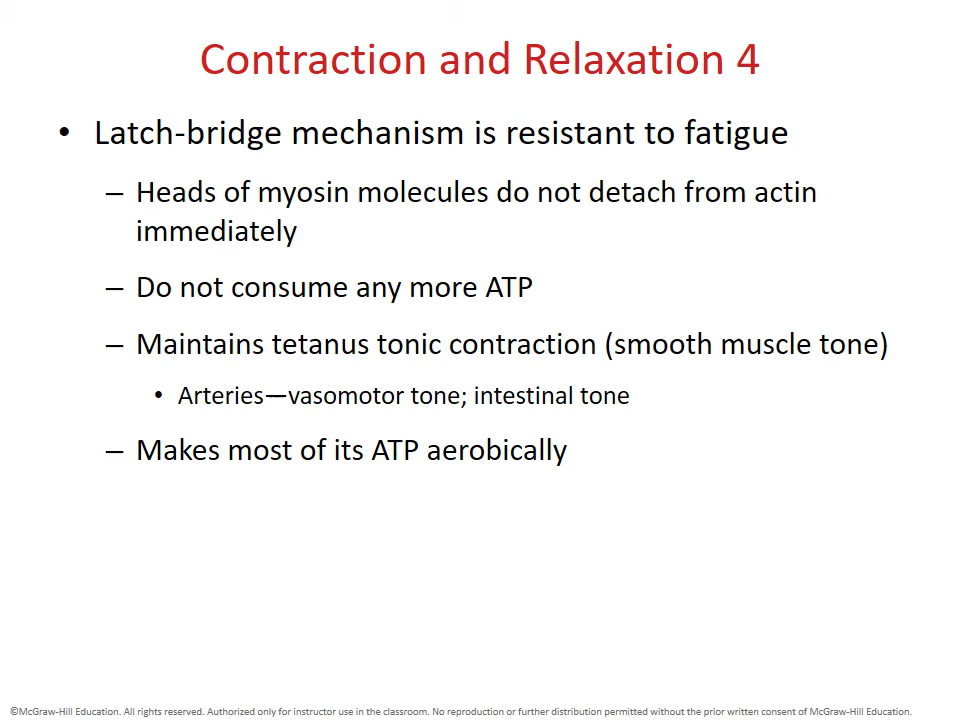 Contraction and Relaxation 4
• Latch-bridge mechanism is resistant to fatigue
– Heads of myosin molecules do not detach from actin
immediately
– Do not consume any more ATP
– Maintains tetanus tonic contraction (smooth muscle tone)
• Arteries—vasomotor tone; intestinal tone
– Makes most of its ATP aerobically
©McGraw-Hill Education. All rights reserved. Authorized only for instructor use in the classroom. No reproduction or further distribution permitted without the prior written consent of McGraw-Hill Education.